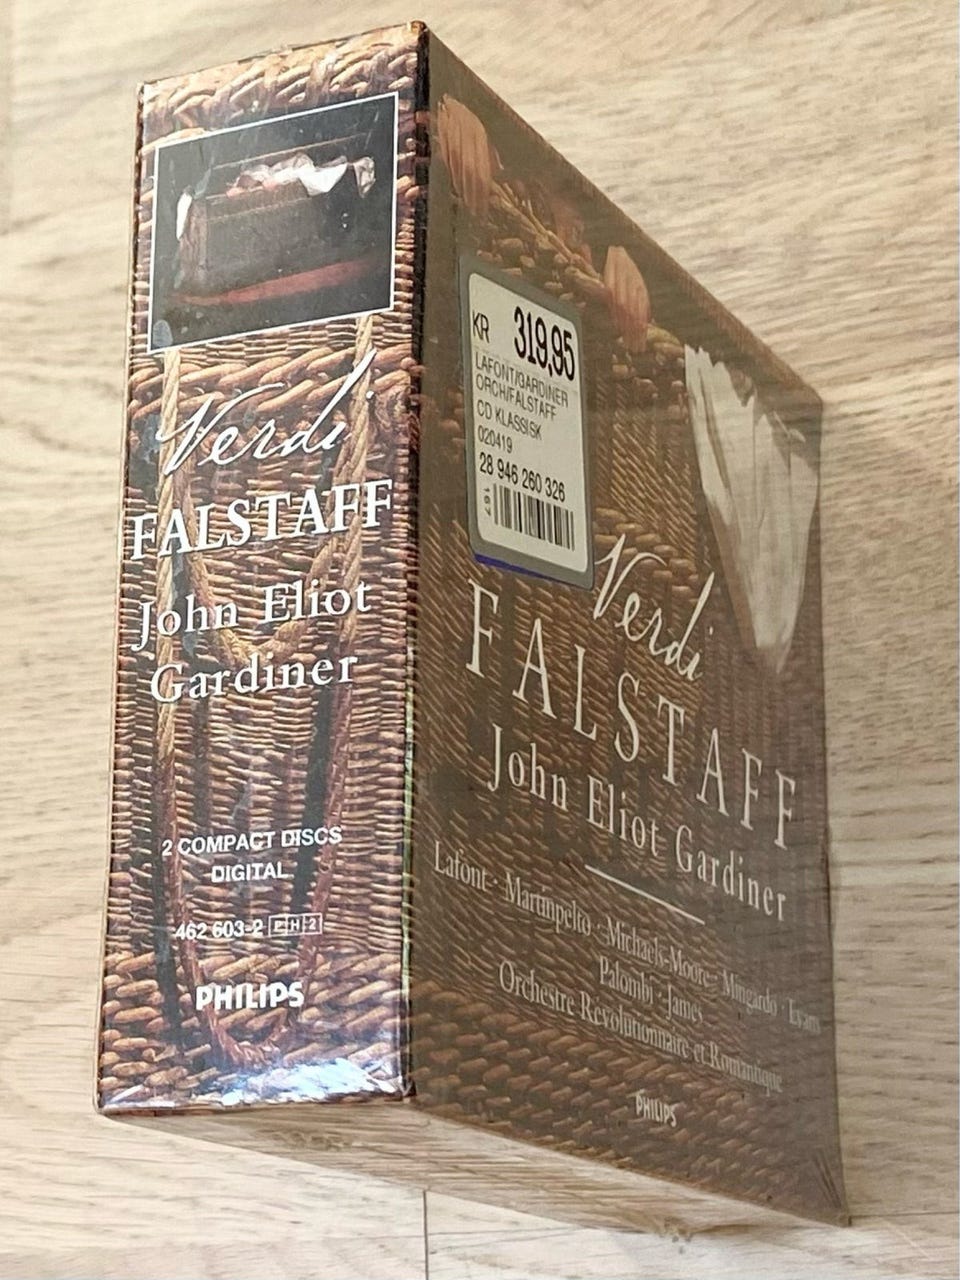 Verdi
FALSTAFF
John Eliot
Gardiner
2 COMPACT DISCS
DIGITAL
462 603-2 PH2
PHILIPS
KR 319,95
LAFONT/GARDINER
ORCH/FALSTAFF
CD KLASSISK
020419
28 946 260 326
167
Verdi
FALSTAFF
John Eliot Gardiner
Lafont · Martinpelto · Michaels-Moore · Mingardo · Evans
Palombi · James
Orchestre Révolutionnaire et Romantique
PHILIPS